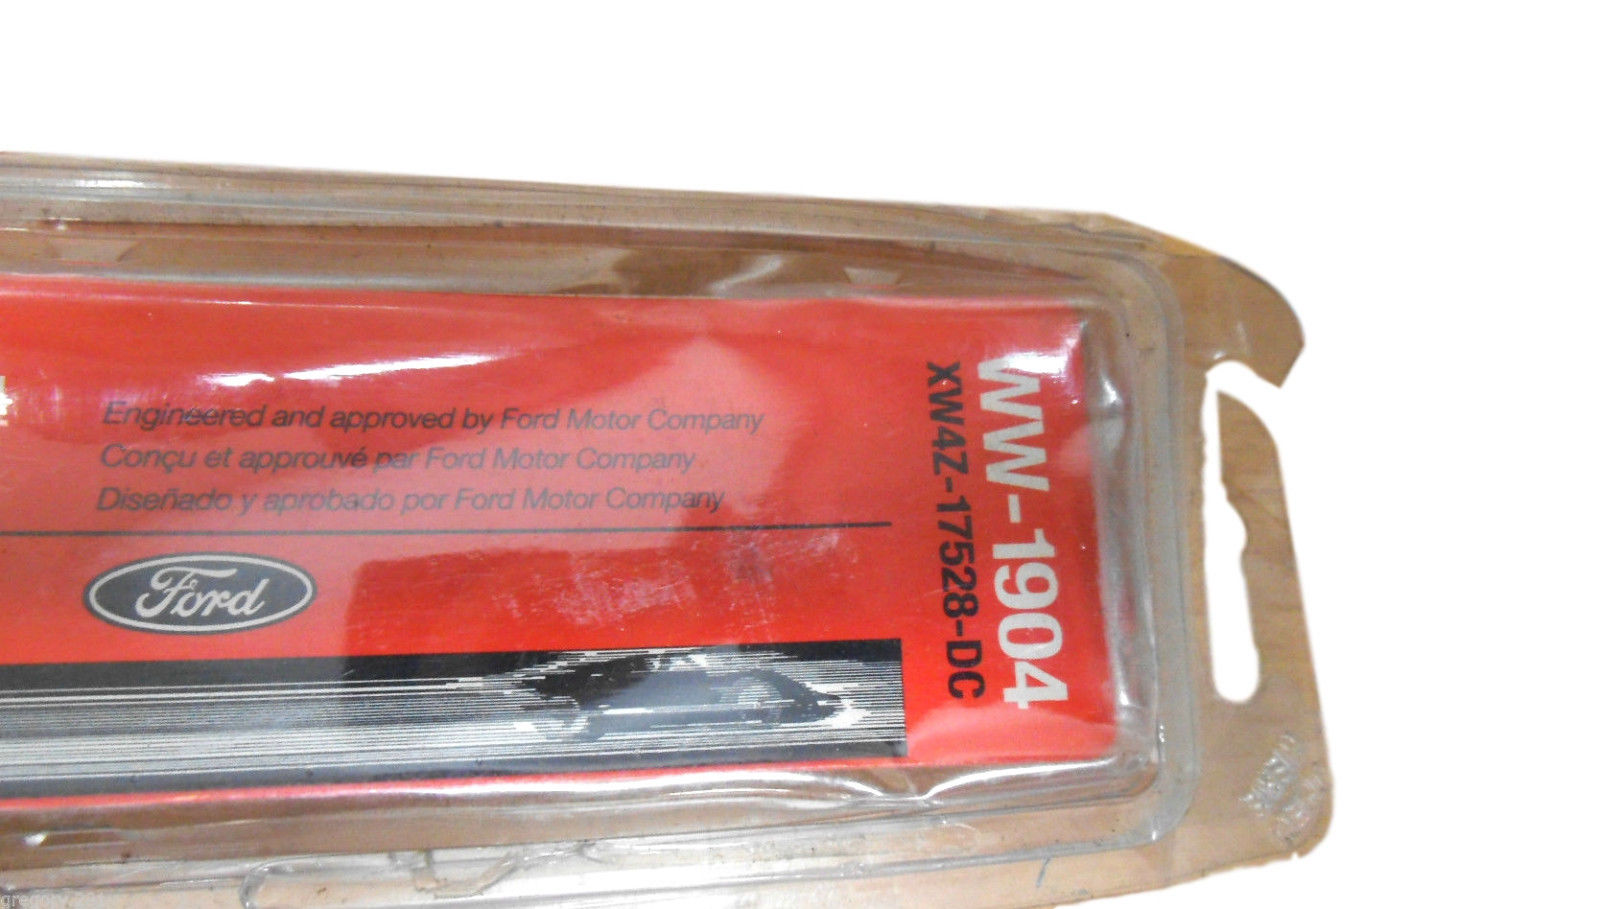 Engineered and approved by Ford Motor Company
Conçu et approuvé par Ford Motor Company
Diseñado y aprobado por Ford Motor Company
Ford
WW-1904
XW4Z-17528-DC